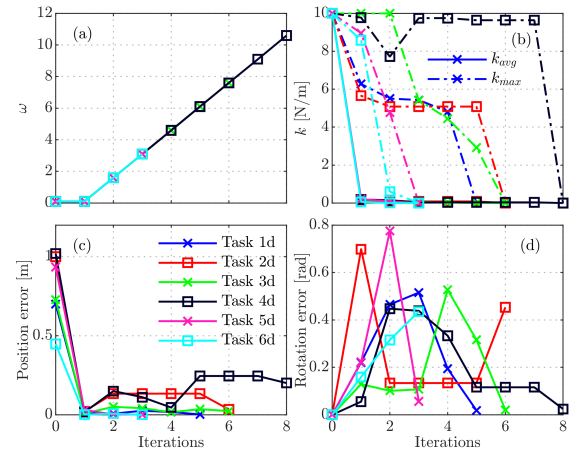 12
10
8
6
4
2
0
ω
(a)
10
8
6
4
2
0
k [N/m]
(b)
k_avg
k_max
1
0.5
0
Position error [m]
(c)
Task 1d
Task 2d
Task 3d
Task 4d
Task 5d
Task 6d
0 2 4 6 8
Iterations
0.8
0.6
0.4
0.2
0
Rotation error [rad]
(d)
0 2 4 6 8
Iterations